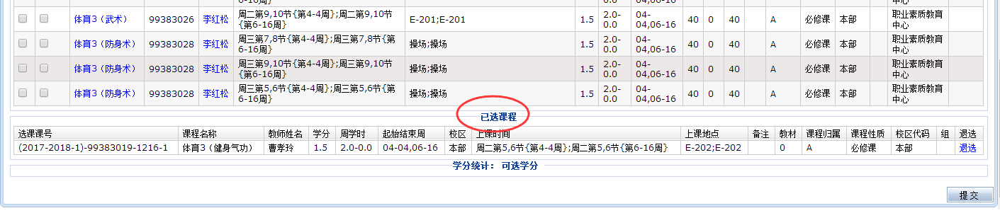 0.0 04,06-16 中心
体育3（武术） 99383026 李红松 周二第9,10节{第4-4周};周二第9,10节{第6-16周} E-201;E-201 1.5 2.0-0.0 04-04,06-16 40 0 40 A 必修课 本部 职业素质教育中心
体育3（防身术） 99383028 李红松 周三第7,8节{第4-4周};周三第7,8节{第6-16周} 操场;操场 1.5 2.0-0.0 04-04,06-16 40 0 40 A 必修课 本部 职业素质教育中心
体育3（防身术） 99383028 李红松 周三第9,10节{第4-4周};周三第9,10节{第6-16周} 操场;操场 1.5 2.0-0.0 04-04,06-16 40 0 40 A 必修课 本部 职业素质教育中心
体育3（防身术） 99383028 李红松 周三第5,6节{第4-4周};周三第5,6节{第6-16周} 操场;操场 1.5 2.0-0.0 04-04,06-16 40 0 40 A 必修课 本部 职业素质教育中心
已选课程
选课课号 课程名称 教师姓名 学分 周学时 起始结束周 校区 上课时间 上课地点 备注 教材 课程归属 课程性质 校区代码 组 退选
(2017-2018-1)-99383019-1216-1 体育3（健身气功） 曹孝玲 1.5 2.0-0.0 04-04,06-16 本部 周二第5,6节{第4-4周};周二第5,6节{第6-16周} E-202;E-202 0 A 必修课 本部 退选
学分统计： 可选学分
提交